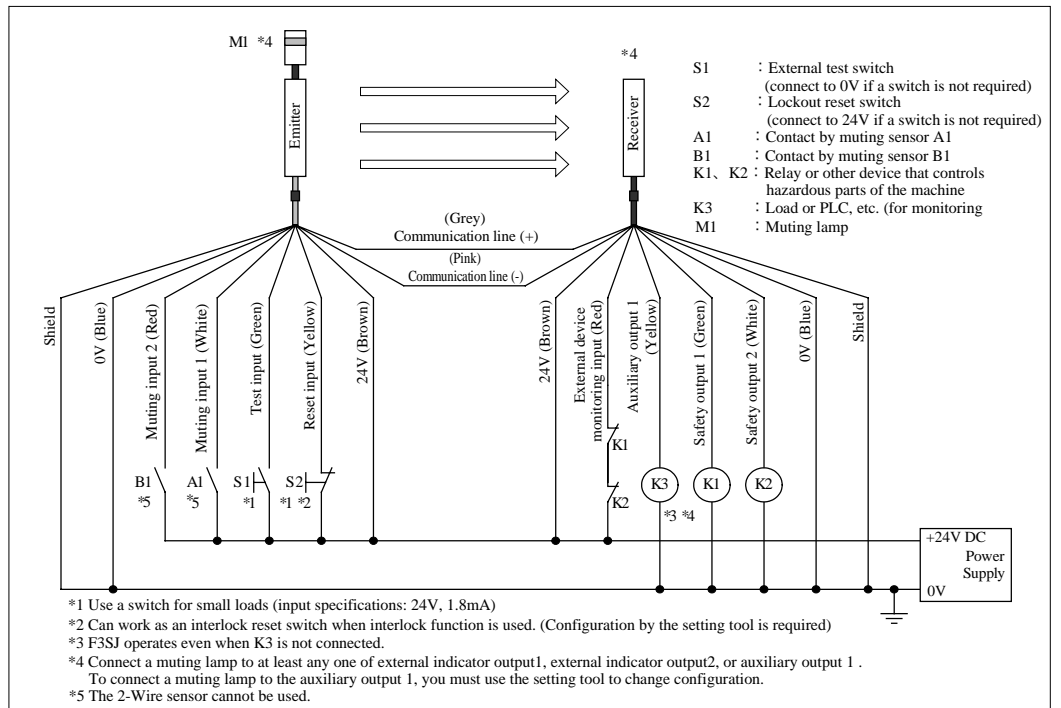 M1 *4
*4
Emitter
Receiver
S1 : External test switch
(connect to 0V if a switch is not required)
S2 : Lockout reset switch
(connect to 24V if a switch is not required)
A1 : Contact by muting sensor A1
B1 : Contact by muting sensor B1
K1、K2 : Relay or other device that controls
hazardous parts of the machine
K3 : Load or PLC, etc. (for monitoring
M1 : Muting lamp
(Grey)
Communication line (+)
(Pink)
Communication line (-)
Shield
0V (Blue)
Muting input 2 (Red)
Muting input 1 (White)
Test input (Green)
Reset input (Yellow)
24V (Brown)
24V (Brown)
External device
monitoring input (Red)
Auxiliary output 1
(Yellow)
Safety output 1 (Green)
Safety output 2 (White)
0V (Blue)
Shield
B1
*5
A1
*5
S1
*1
S2
*1 *2
K1
K2
K3
*3 *4
K1
K2
+24V DC
Power
Supply
0V
*1 Use a switch for small loads (input specifications: 24V, 1.8mA)
*2 Can work as an interlock reset switch when interlock function is used. (Configuration by the setting tool is required)
*3 F3SJ operates even when K3 is not connected.
*4 Connect a muting lamp to at least any one of external indicator output1, external indicator output2, or auxiliary output 1 .
To connect a muting lamp to the auxiliary output 1, you must use the setting tool to change configuration.
*5 The 2-Wire sensor cannot be used.